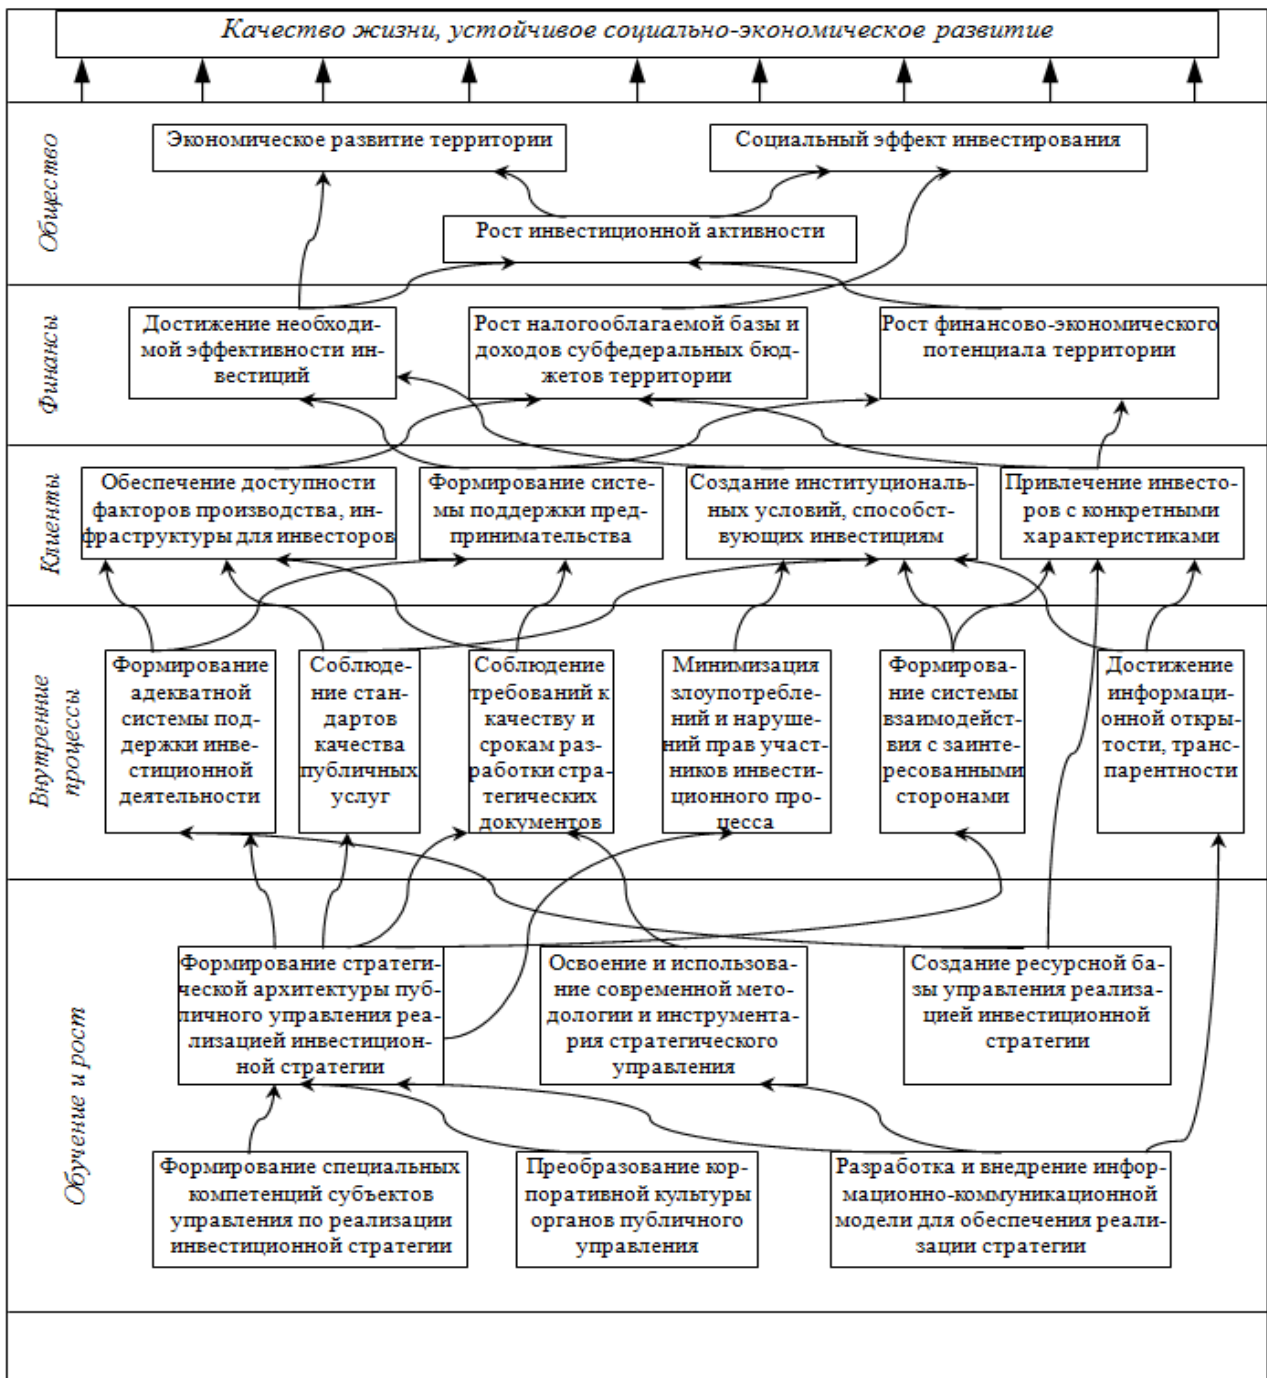 Качество жизни, устойчивое социально-экономическое развитие
Общество
Экономическое развитие территории
Социальный эффект инвестирования
Рост инвестиционной активности
Финансы
Достижение необходи-
мой эффективности ин-
вестиций
Рост налогооблагаемой базы и
доходов субфедеральных бюд-
жетов территории
Рост финансово-экономического
потенциала территории
Клиенты
Обеспечение доступности
факторов производства, ин-
фраструктуры для инвесторов
Формирование систе-
мы поддержки пред-
принимательства
Создание институциональ-
ных условий, способст-
вующих инвестициям
Привлечение инвесто-
ров с конкретными
характеристиками
Внутренние
процессы
Формирование
адекватной
системы под-
держки инве-
стиционной
деятельности
Соблюде-
ние стан-
дартов
качества
публичных
услуг
Соблюдение
требований к
качеству и
срокам раз-
работки стра-
тегических
документов
Минимизация
злоупотребле-
ний и наруше-
ний прав участ-
ников инвести-
ционного про-
цесса
Формирова-
ние системы
взаимодейст-
вия с заинте-
ресованными
сторонами
Достижение
информаци-
онной откры-
тости, транс-
парентности
Обучение и рост
Формирование стратеги-
ческой архитектуры пуб-
личного управления реа-
лизацией инвестицион-
ной стратегии
Освоение и использова-
ние современной мето-
дологии и инструмента-
рия стратегического
управления
Создание ресурсной ба-
зы управления реализа-
цией инвестиционной
стратегии
Формирование специальных
компетенций субъектов
управления по реализации
инвестиционной стратегии
Преобразование кор-
поративной культуры
органов публичного
управления
Разработка и внедрение инфор-
мационно-коммуникационной
модели для обеспечения реали-
зации стратегии